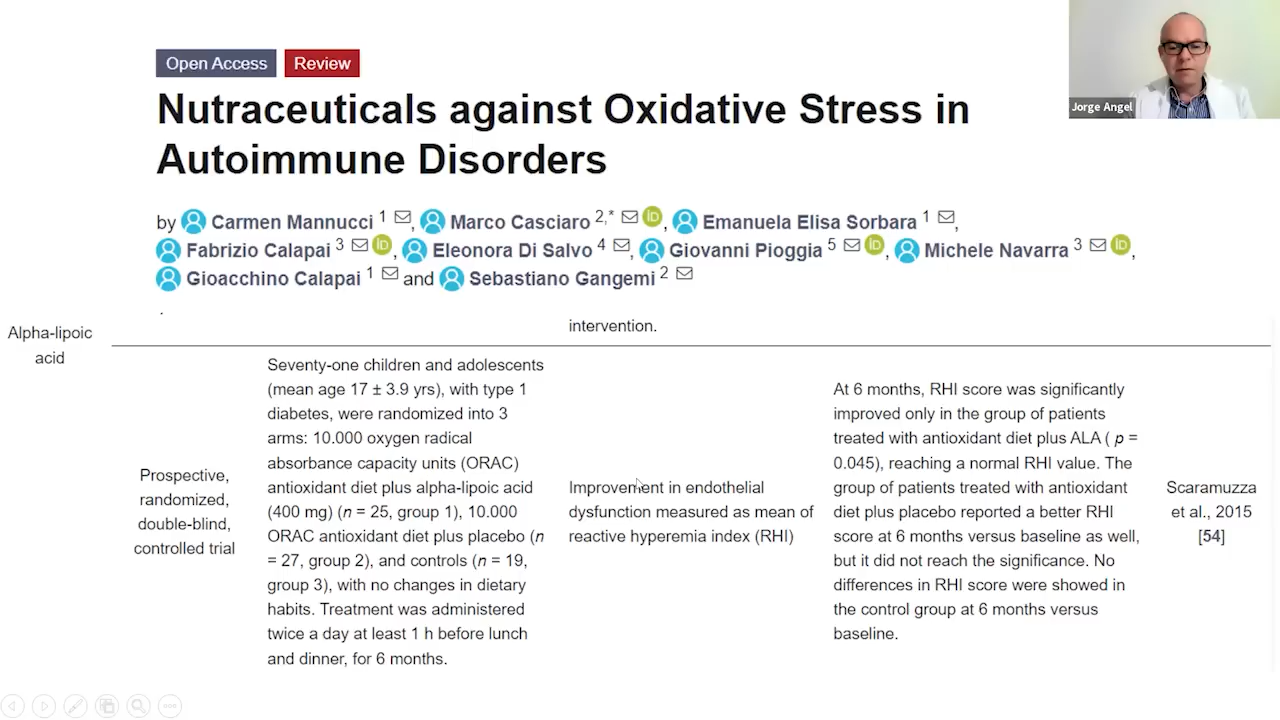 Open Access Review
Nutraceuticals against Oxidative Stress in
Autoimmune Disorders
by Carmen Mannucci 1, Marco Casciaro 2,* iD, Emanuela Elisa Sorbara 1,
Fabrizio Calapai 3 iD, Eleonora Di Salvo 4, Giovanni Pioggia 5 iD, Michele Navarra 3 iD,
Gioacchino Calapai 1 and Sebastiano Gangemi 2
Jorge Angel
Alpha-lipoic
acid
intervention.
Prospective,
randomized,
double-blind,
controlled trial
Seventy-one children and adolescents
(mean age 17 ± 3.9 yrs), with type 1
diabetes, were randomized into 3
arms: 10.000 oxygen radical
absorbance capacity units (ORAC)
antioxidant diet plus alpha-lipoic acid
(400 mg) (n = 25, group 1), 10.000
ORAC antioxidant diet plus placebo (n
= 27, group 2), and controls (n = 19,
group 3), with no changes in dietary
habits. Treatment was administered
twice a day at least 1 h before lunch
and dinner, for 6 months.
Improvement in endothelial
dysfunction measured as mean of
reactive hyperemia index (RHI)
At 6 months, RHI score was significantly
improved only in the group of patients
treated with antioxidant diet plus ALA ( p =
0.045), reaching a normal RHI value. The
group of patients treated with antioxidant
diet plus placebo reported a better RHI
score at 6 months versus baseline as well,
but it did not reach the significance. No
differences in RHI score were showed in
the control group at 6 months versus
baseline.
Scaramuzza
et al., 2015
[54]